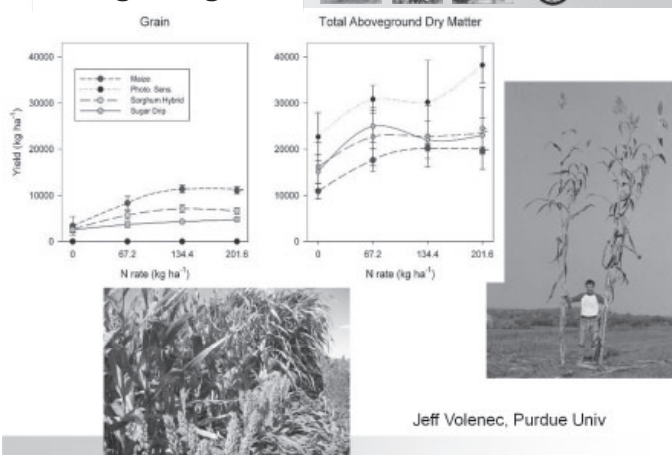 Grain
Total Aboveground Dry Matter
Yield (kg ha-1)
40000
30000
20000
10000
0
Maize
Photo. Sens.
Sorghum Hybrid
Sugar Drip
0 67.2 134.4 201.6
N rate (kg ha-1)
40000
30000
20000
10000
0
0 67.2 134.4 201.6
N rate (kg ha-1)
Jeff Volenec, Purdue Univ